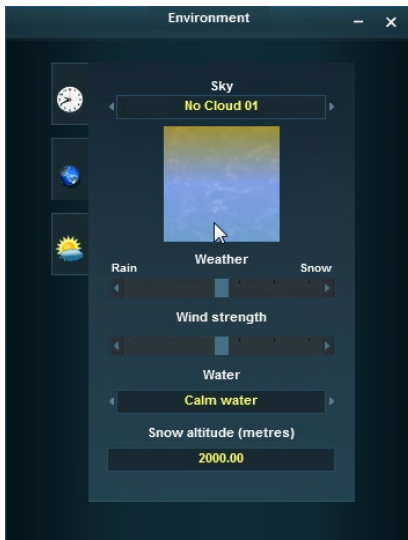 Environment
Sky
No Cloud 01
Weather
Rain
Snow
Wind strength
Water
Calm water
Snow altitude (metres)
2000.00